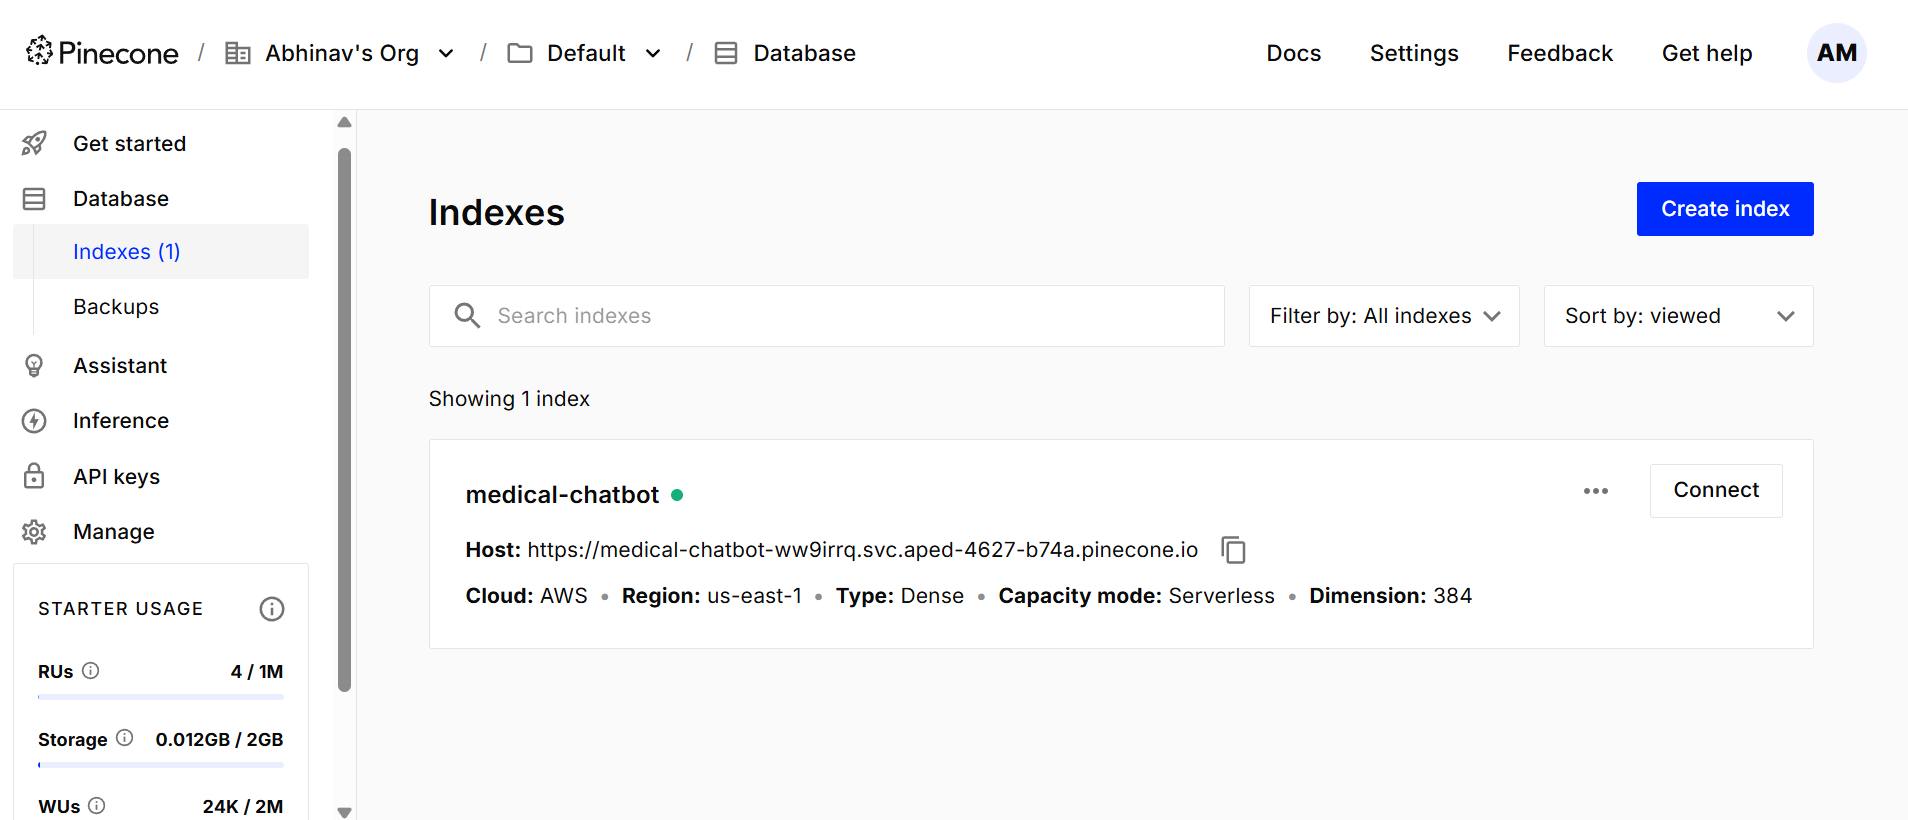 Pinecone / Abhinav's Org / Default / Database
Docs Settings Feedback Get help AM
Get started
Database
Indexes (1)
Backups
Assistant
Inference
API keys
Manage
STARTER USAGE
RUs 4 / 1M
Storage 0.012GB / 2GB
WUs 24K / 2M
Indexes
Create index
Search indexes
Filter by: All indexes
Sort by: viewed
Showing 1 index
medical-chatbot
Connect
Host: https://medical-chatbot-ww9irrq.svc.aped-4627-b74a.pinecone.io
Cloud: AWS • Region: us-east-1 • Type: Dense • Capacity mode: Serverless • Dimension: 384